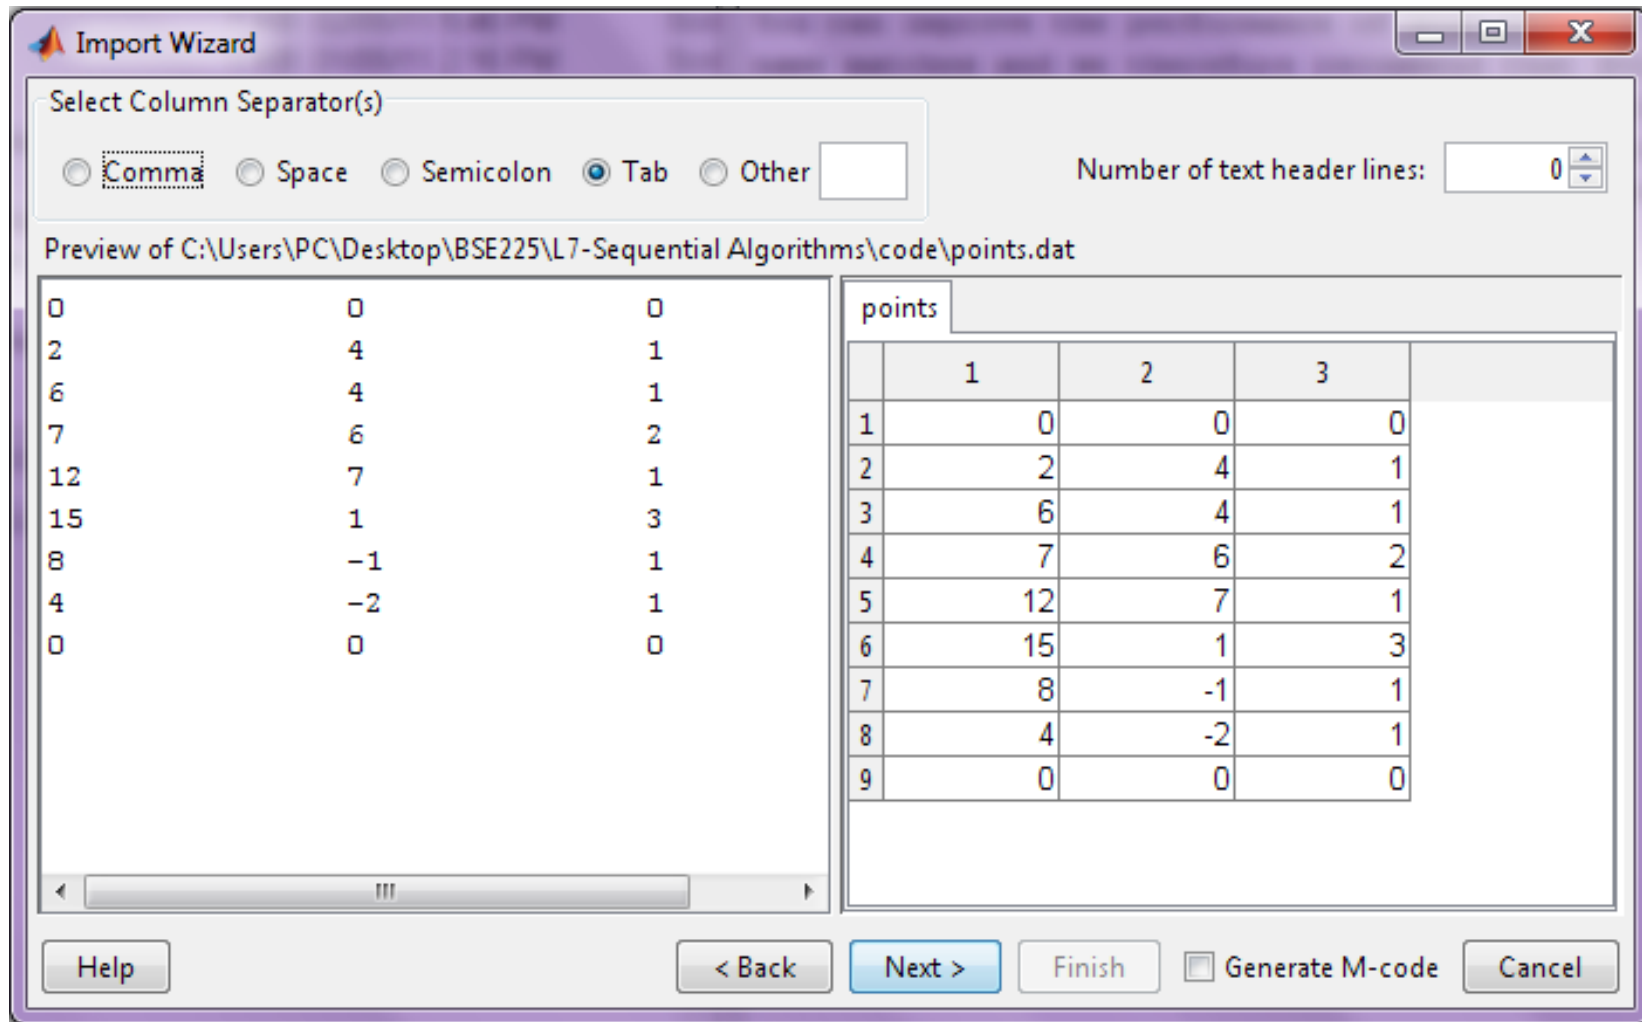 Import Wizard
Select Column Separator(s)
Comma Space Semicolon Tab Other Number of text header lines: 0
Preview of C:\Users\PC\Desktop\BSE225\L7-Sequential Algorithms\code\points.dat
0 0 0
2 4 1
6 4 1
7 6 2
12 7 1
15 1 3
8 -1 1
4 -2 1
0 0 0
points
1 2 3
1 0 0 0
2 2 4 1
3 6 4 1
4 7 6 2
5 12 7 1
6 15 1 3
7 8 -1 1
8 4 -2 1
9 0 0 0
Help < Back Next > Finish Generate M-code Cancel